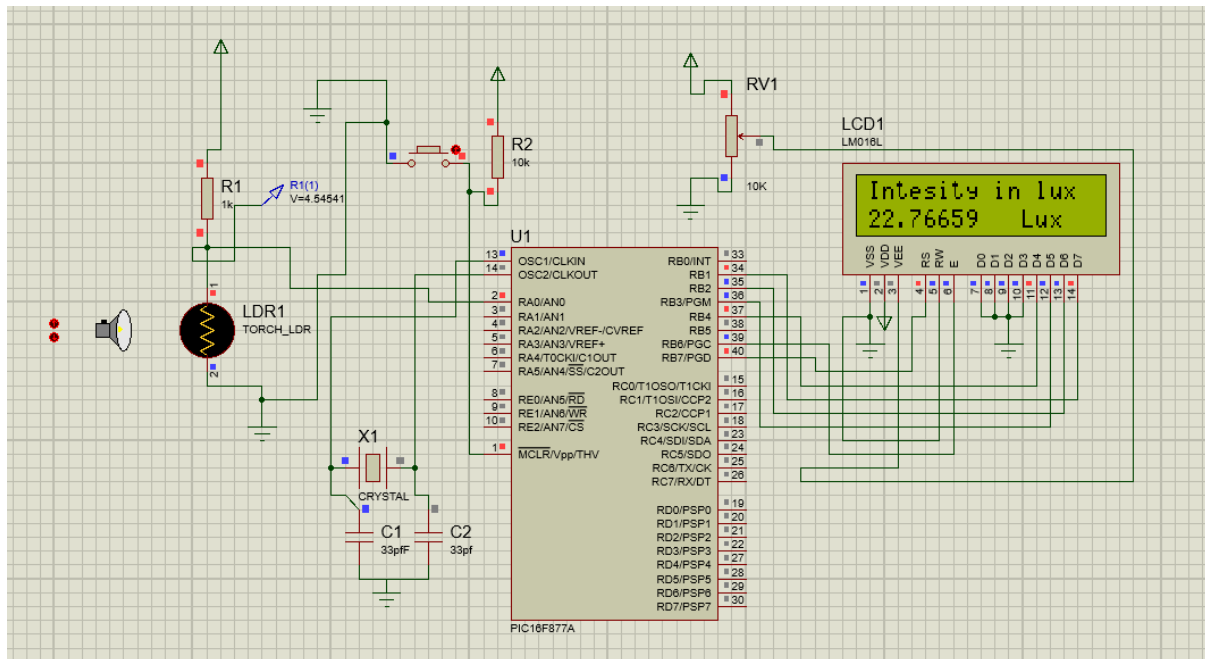 R1
1k
R1(1)
V=4.54541
R2
10k
RV1
10K
LCD1
LM016L
Intesity in lux
22.76659 Lux
1 VSS
2 VDD
3 VEE
4 RS
5 RW
6 E
7 D0
8 D1
9 D2
10 D3
11 D4
12 D5
13 D6
14 D7
LDR1
TORCH_LDR
1
2
X1
CRYSTAL
C1
33pfF
C2
33pf
U1
13 OSC1/CLKIN
14 OSC2/CLKOUT
2 RA0/AN0
3 RA1/AN1
4 RA2/AN2/VREF-/CVREF
5 RA3/AN3/VREF+
6 RA4/T0CKI/C1OUT
7 RA5/AN4/SS/C2OUT
8 RE0/AN5/RD
9 RE1/AN6/WR
10 RE2/AN7/CS
1 MCLR/Vpp/THV
RB0/INT 33
RB1 34
RB2 35
RB3/PGM 36
RB4 37
RB5 38
RB6/PGC 39
RB7/PGD 40
RC0/T1OSO/T1CKI 15
RC1/T1OSI/CCP2 16
RC2/CCP1 17
RC3/SCK/SCL 18
RC4/SDI/SDA 23
RC5/SDO 24
RC6/TX/CK 25
RC7/RX/DT 26
RD0/PSP0 19
RD1/PSP1 20
RD2/PSP2 21
RD3/PSP3 22
RD4/PSP4 27
RD5/PSP5 28
RD6/PSP6 29
RD7/PSP7 30
PIC16F877A